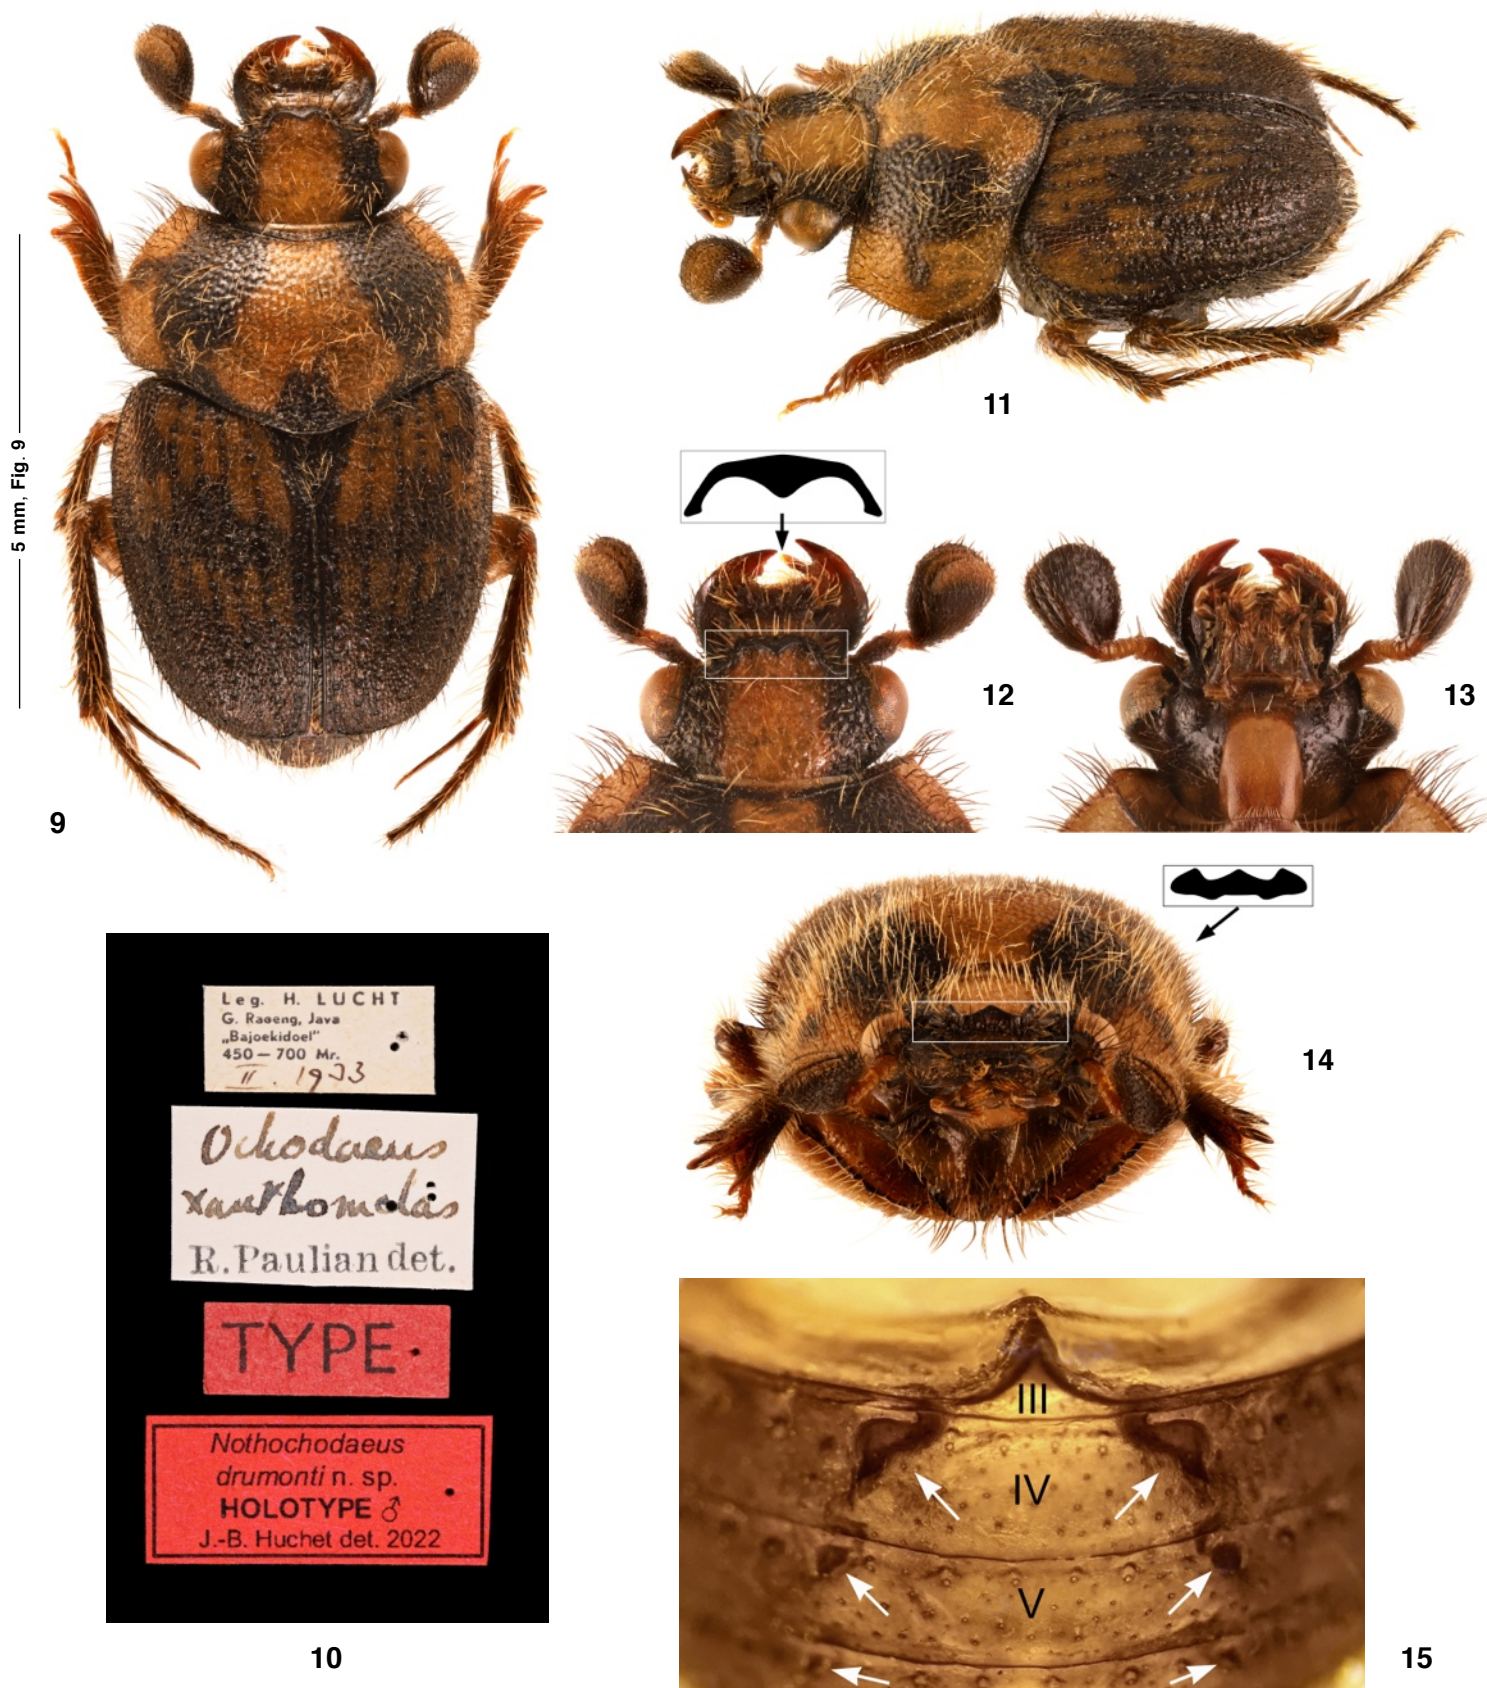 5 mm, Fig. 9
9
11
12
13
14
Leg. H. LUCHT
G. Raoeng, Java
„Bajoekidoel"
450 – 700 Mr.
II. 1933
Ochodaeus
xanthomelas
R. Paulian det.
TYPE
Nothochodaeus
drumonti n. sp.
HOLOTYPE ♂
J.-B. Huchet det. 2022
10
III
IV
V
15